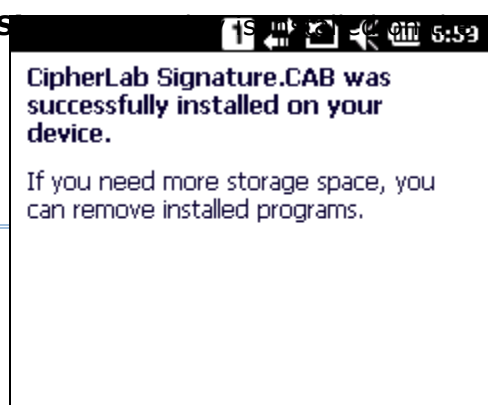 1 5:59
CipherLab Signature.CAB was
successfully installed on your
device.
If you need more storage space, you
can remove installed programs.